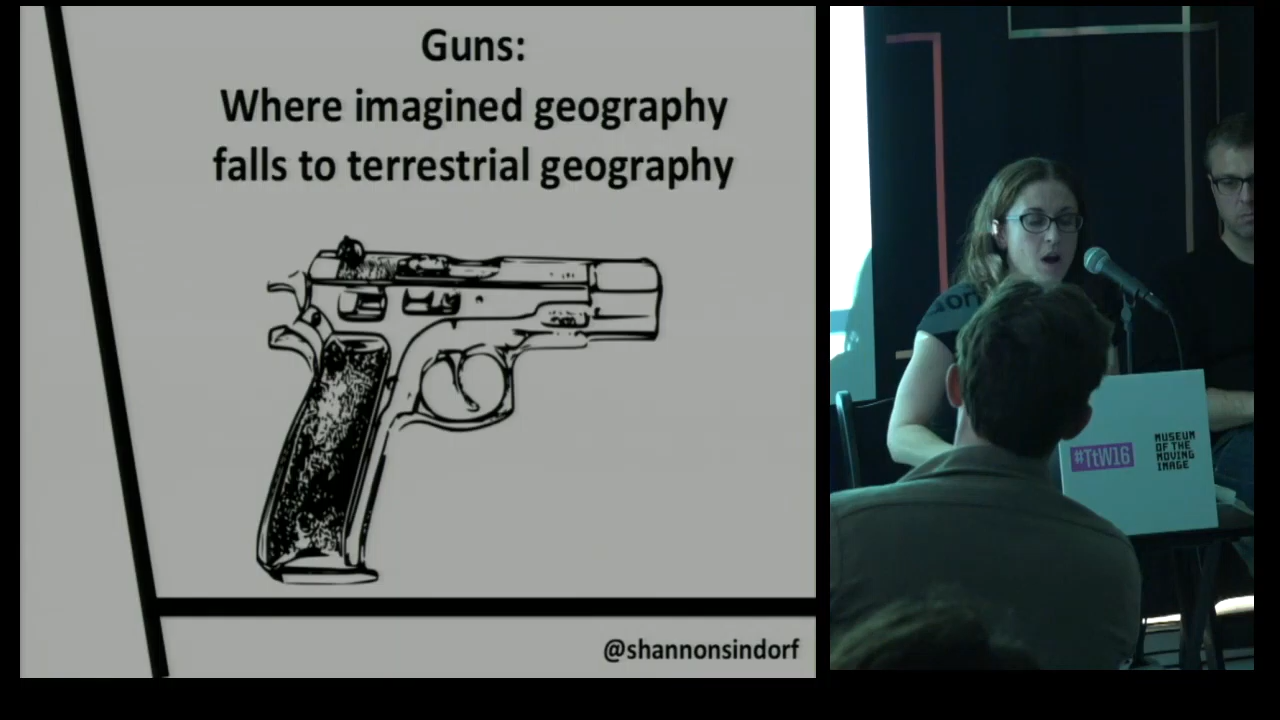 Guns:
Where imagined geography
falls to terrestrial geography
@shannonsindorf
#TtW16
MUSEUM
OF THE
MOVING
IMAGE